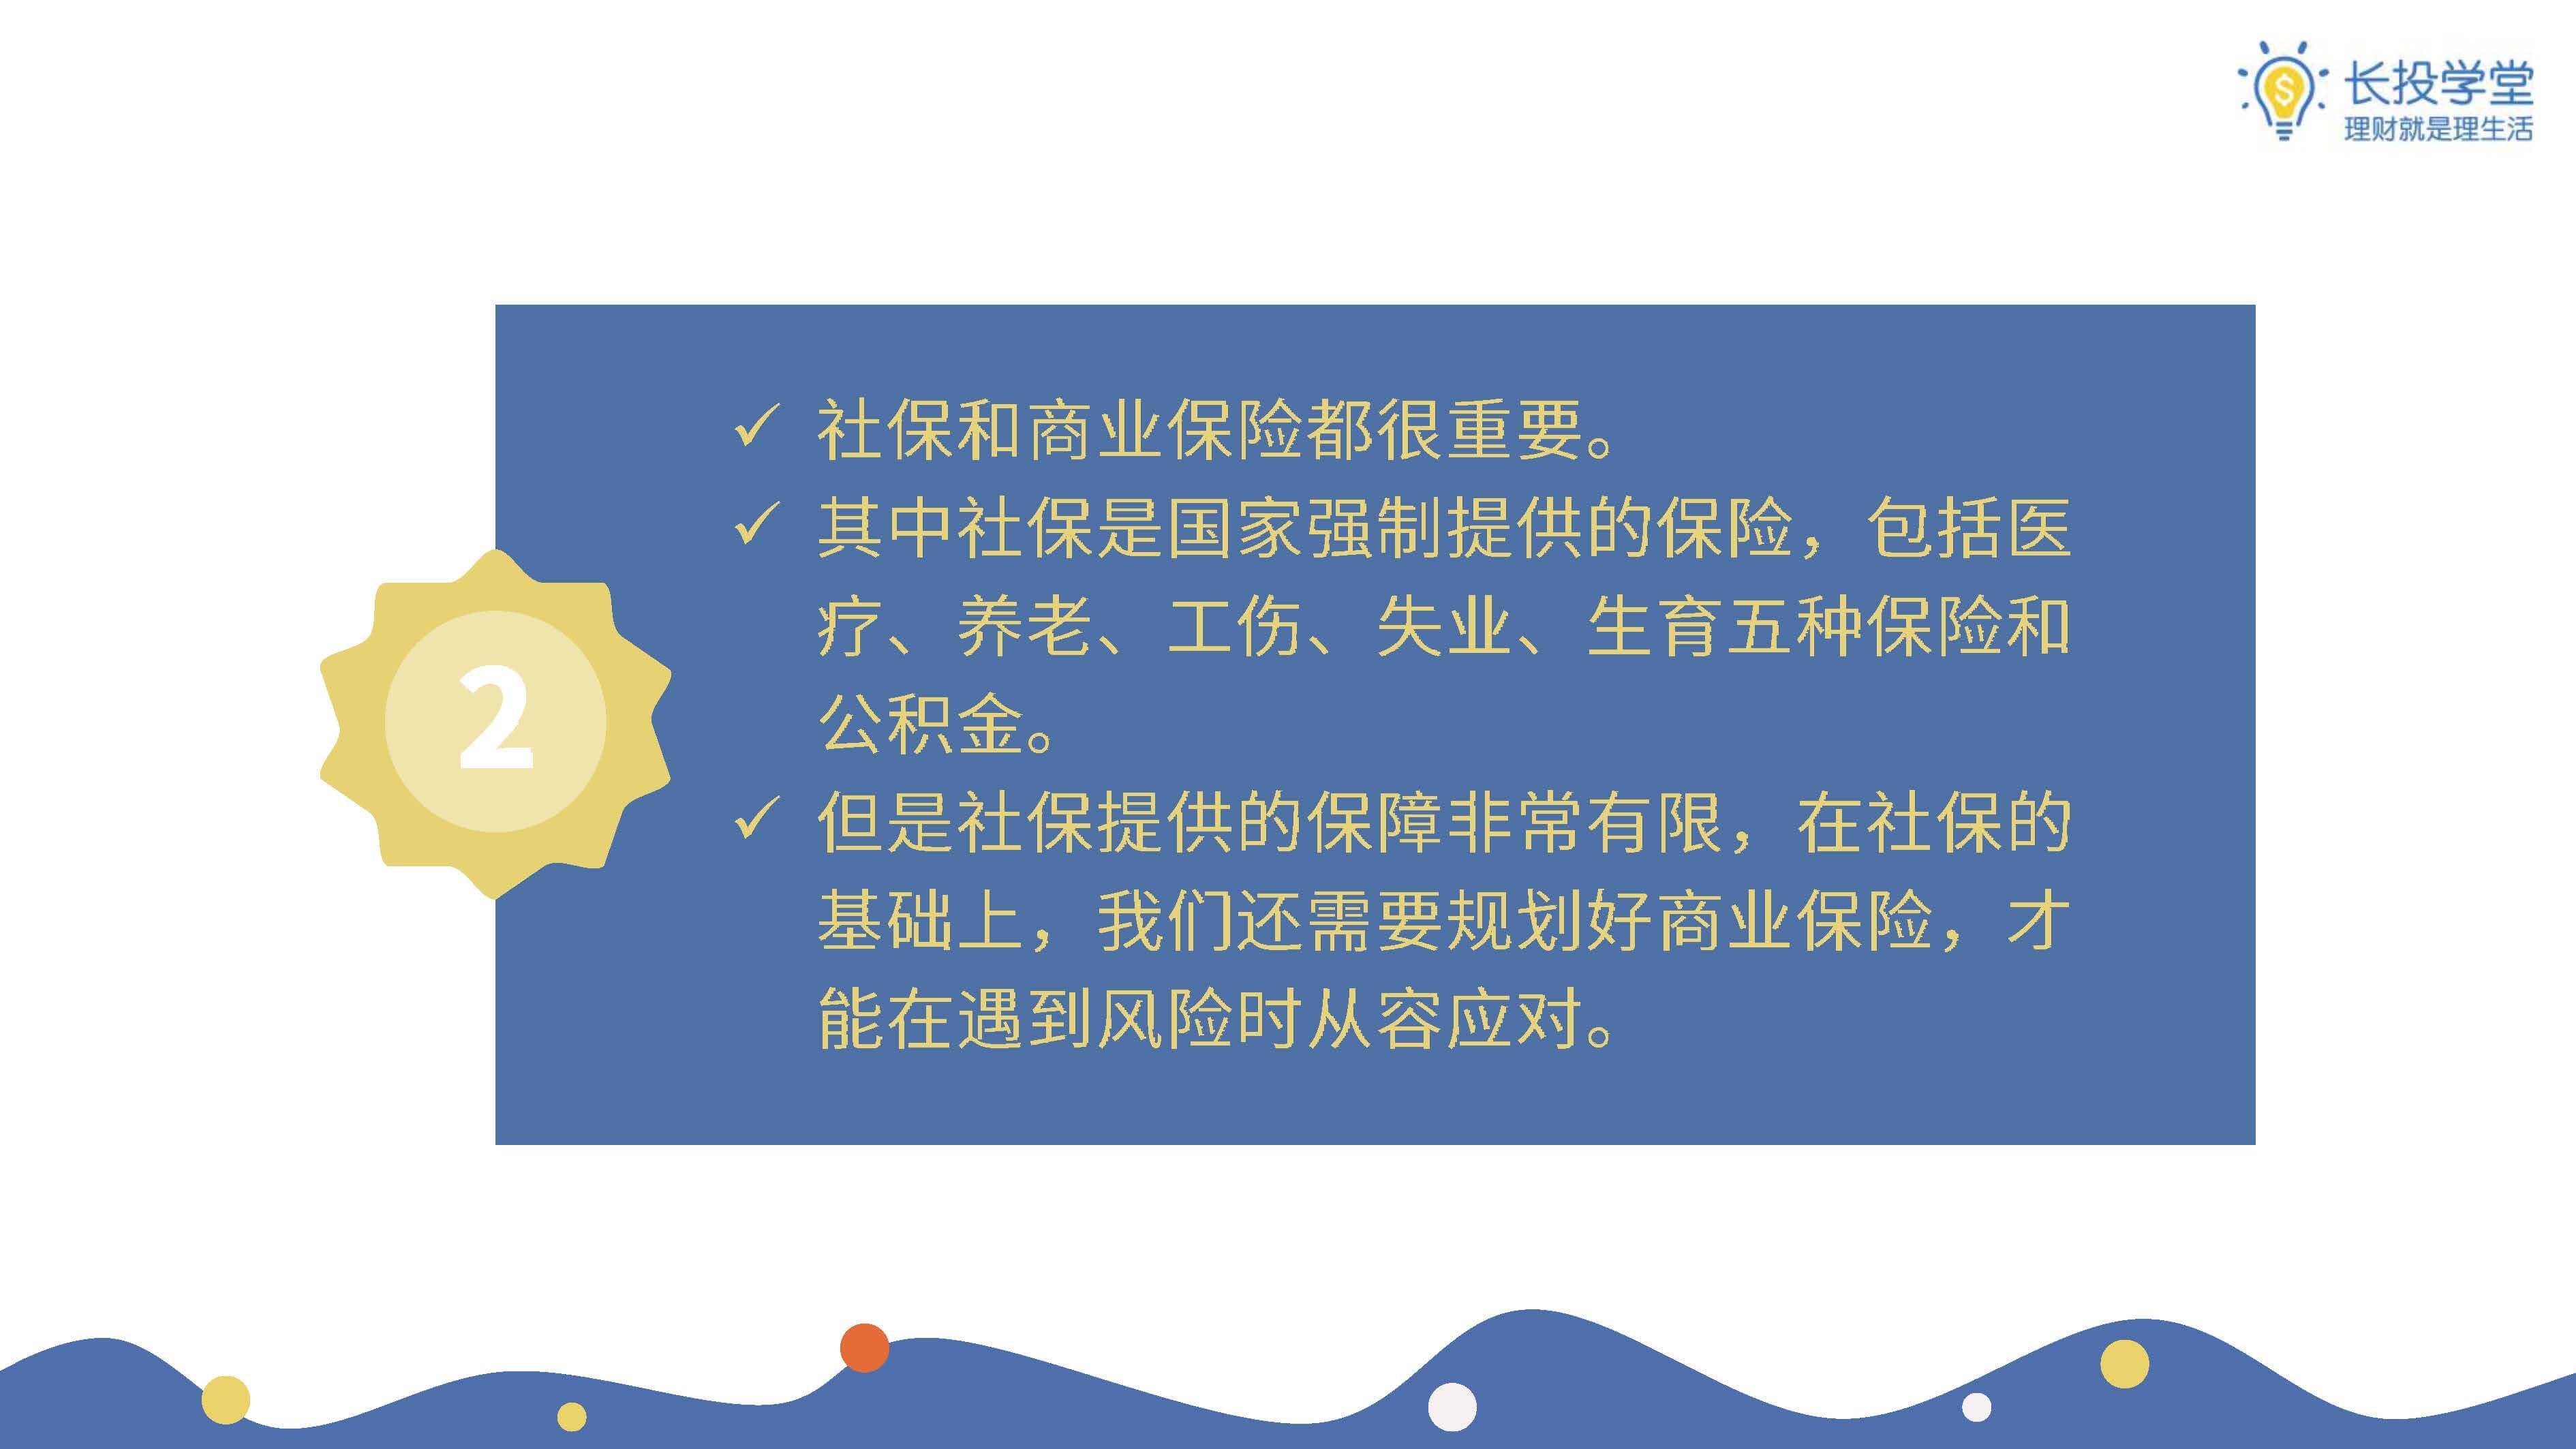 长投学堂
理财就是理生活
✓ 社保和商业保险都很重要。
✓ 其中社保是国家强制提供的保险，包括医
疗、养老、工伤、失业、生育五种保险和
公积金。
2
✓ 但是社保提供的保障非常有限，在社保的
基础上，我们还需要规划好商业保险，才
能在遇到风险时从容应对。